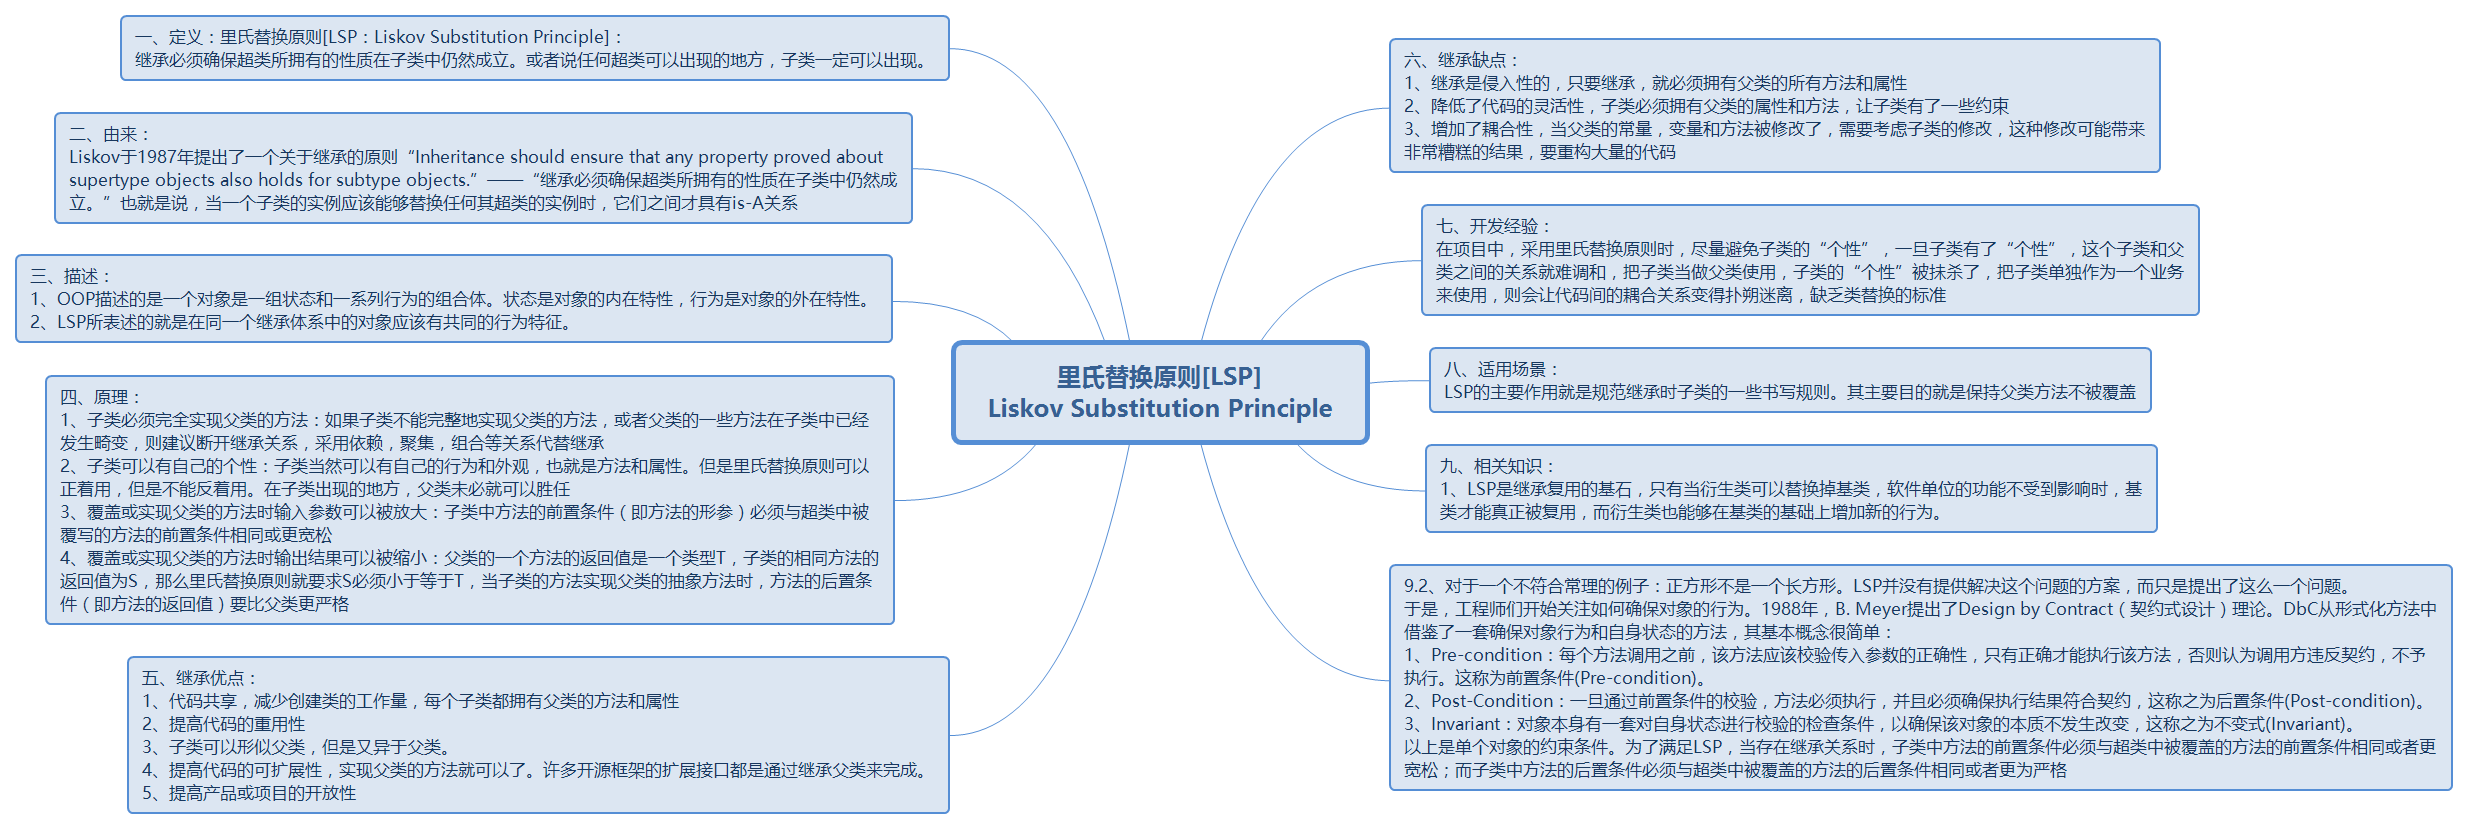 一、定义：里氏替换原则[LSP：Liskov Substitution Principle]：
继承必须确保超类所拥有的性质在子类中仍然成立。或者说任何超类可以出现的地方，子类一定可以出现。
二、由来：
Liskov于1987年提出了一个关于继承的原则“Inheritance should ensure that any property proved about
supertype objects also holds for subtype objects.”——“继承必须确保超类所拥有的性质在子类中仍然成
立。”也就是说，当一个子类的实例应该能够替换任何其超类的实例时，它们之间才具有is-A关系
三、描述：
1、OOP描述的是一个对象是一组状态和一系列行为的组合体。状态是对象的内在特性，行为是对象的外在特性。
2、LSP所表述的就是在同一个继承体系中的对象应该有共同的行为特征。
四、原理：
1、子类必须完全实现父类的方法：如果子类不能完整地实现父类的方法，或者父类的一些方法在子类中已经
发生畸变，则建议断开继承关系，采用依赖，聚集，组合等关系代替继承
2、子类可以有自己的个性：子类当然可以有自己的行为和外观，也就是方法和属性。但是里氏替换原则可以
正着用，但是不能反着用。在子类出现的地方，父类未必就可以胜任
3、覆盖或实现父类的方法时输入参数可以被放大：子类中方法的前置条件（即方法的形参）必须与超类中被
覆写的方法的前置条件相同或更宽松
4、覆盖或实现父类的方法时输出结果可以被缩小：父类的一个方法的返回值是一个类型T，子类的相同方法的
返回值为S，那么里氏替换原则就要求S必须小于等于T，当子类的方法实现父类的抽象方法时，方法的后置条
件（即方法的返回值）要比父类更严格
五、继承优点：
1、代码共享，减少创建类的工作量，每个子类都拥有父类的方法和属性
2、提高代码的重用性
3、子类可以形似父类，但是又异于父类。
4、提高代码的可扩展性，实现父类的方法就可以了。许多开源框架的扩展接口都是通过继承父类来完成。
5、提高产品或项目的开放性
里氏替换原则[LSP]
Liskov Substitution Principle
六、继承缺点：
1、继承是侵入性的，只要继承，就必须拥有父类的所有方法和属性
2、降低了代码的灵活性，子类必须拥有父类的属性和方法，让子类有了一些约束
3、增加了耦合性，当父类的常量，变量和方法被修改了，需要考虑子类的修改，这种修改可能带来
非常糟糕的结果，要重构大量的代码
七、开发经验：
在项目中，采用里氏替换原则时，尽量避免子类的“个性”，一旦子类有了“个性”，这个子类和父
类之间的关系就难调和，把子类当做父类使用，子类的“个性”被抹杀了，把子类单独作为一个业务
来使用，则会让代码间的耦合关系变得扑朔迷离，缺乏类替换的标准
八、适用场景：
LSP的主要作用就是规范继承时子类的一些书写规则。其主要目的就是保持父类方法不被覆盖
九、相关知识：
1、LSP是继承复用的基石，只有当衍生类可以替换掉基类，软件单位的功能不受到影响时，基
类才能真正被复用，而衍生类也能够在基类的基础上增加新的行为。
9.2、对于一个不符合常理的例子：正方形不是一个长方形。LSP并没有提供解决这个问题的方案，而只是提出了这么一个问题。
于是，工程师们开始关注如何确保对象的行为。1988年，B. Meyer提出了Design by Contract（契约式设计）理论。DbC从形式化方法中
借鉴了一套确保对象行为和自身状态的方法，其基本概念很简单：
1、Pre-condition：每个方法调用之前，该方法应该校验传入参数的正确性，只有正确才能执行该方法，否则认为调用方违反契约，不予
执行。这称为前置条件(Pre-condition)。
2、Post-Condition：一旦通过前置条件的校验，方法必须执行，并且必须确保执行结果符合契约，这称之为后置条件(Post-condition)。
3、Invariant：对象本身有一套对自身状态进行校验的检查条件，以确保该对象的本质不发生改变，这称之为不变式(Invariant)。
以上是单个对象的约束条件。为了满足LSP，当存在继承关系时，子类中方法的前置条件必须与超类中被覆盖的方法的前置条件相同或者更
宽松；而子类中方法的后置条件必须与超类中被覆盖的方法的后置条件相同或者更为严格